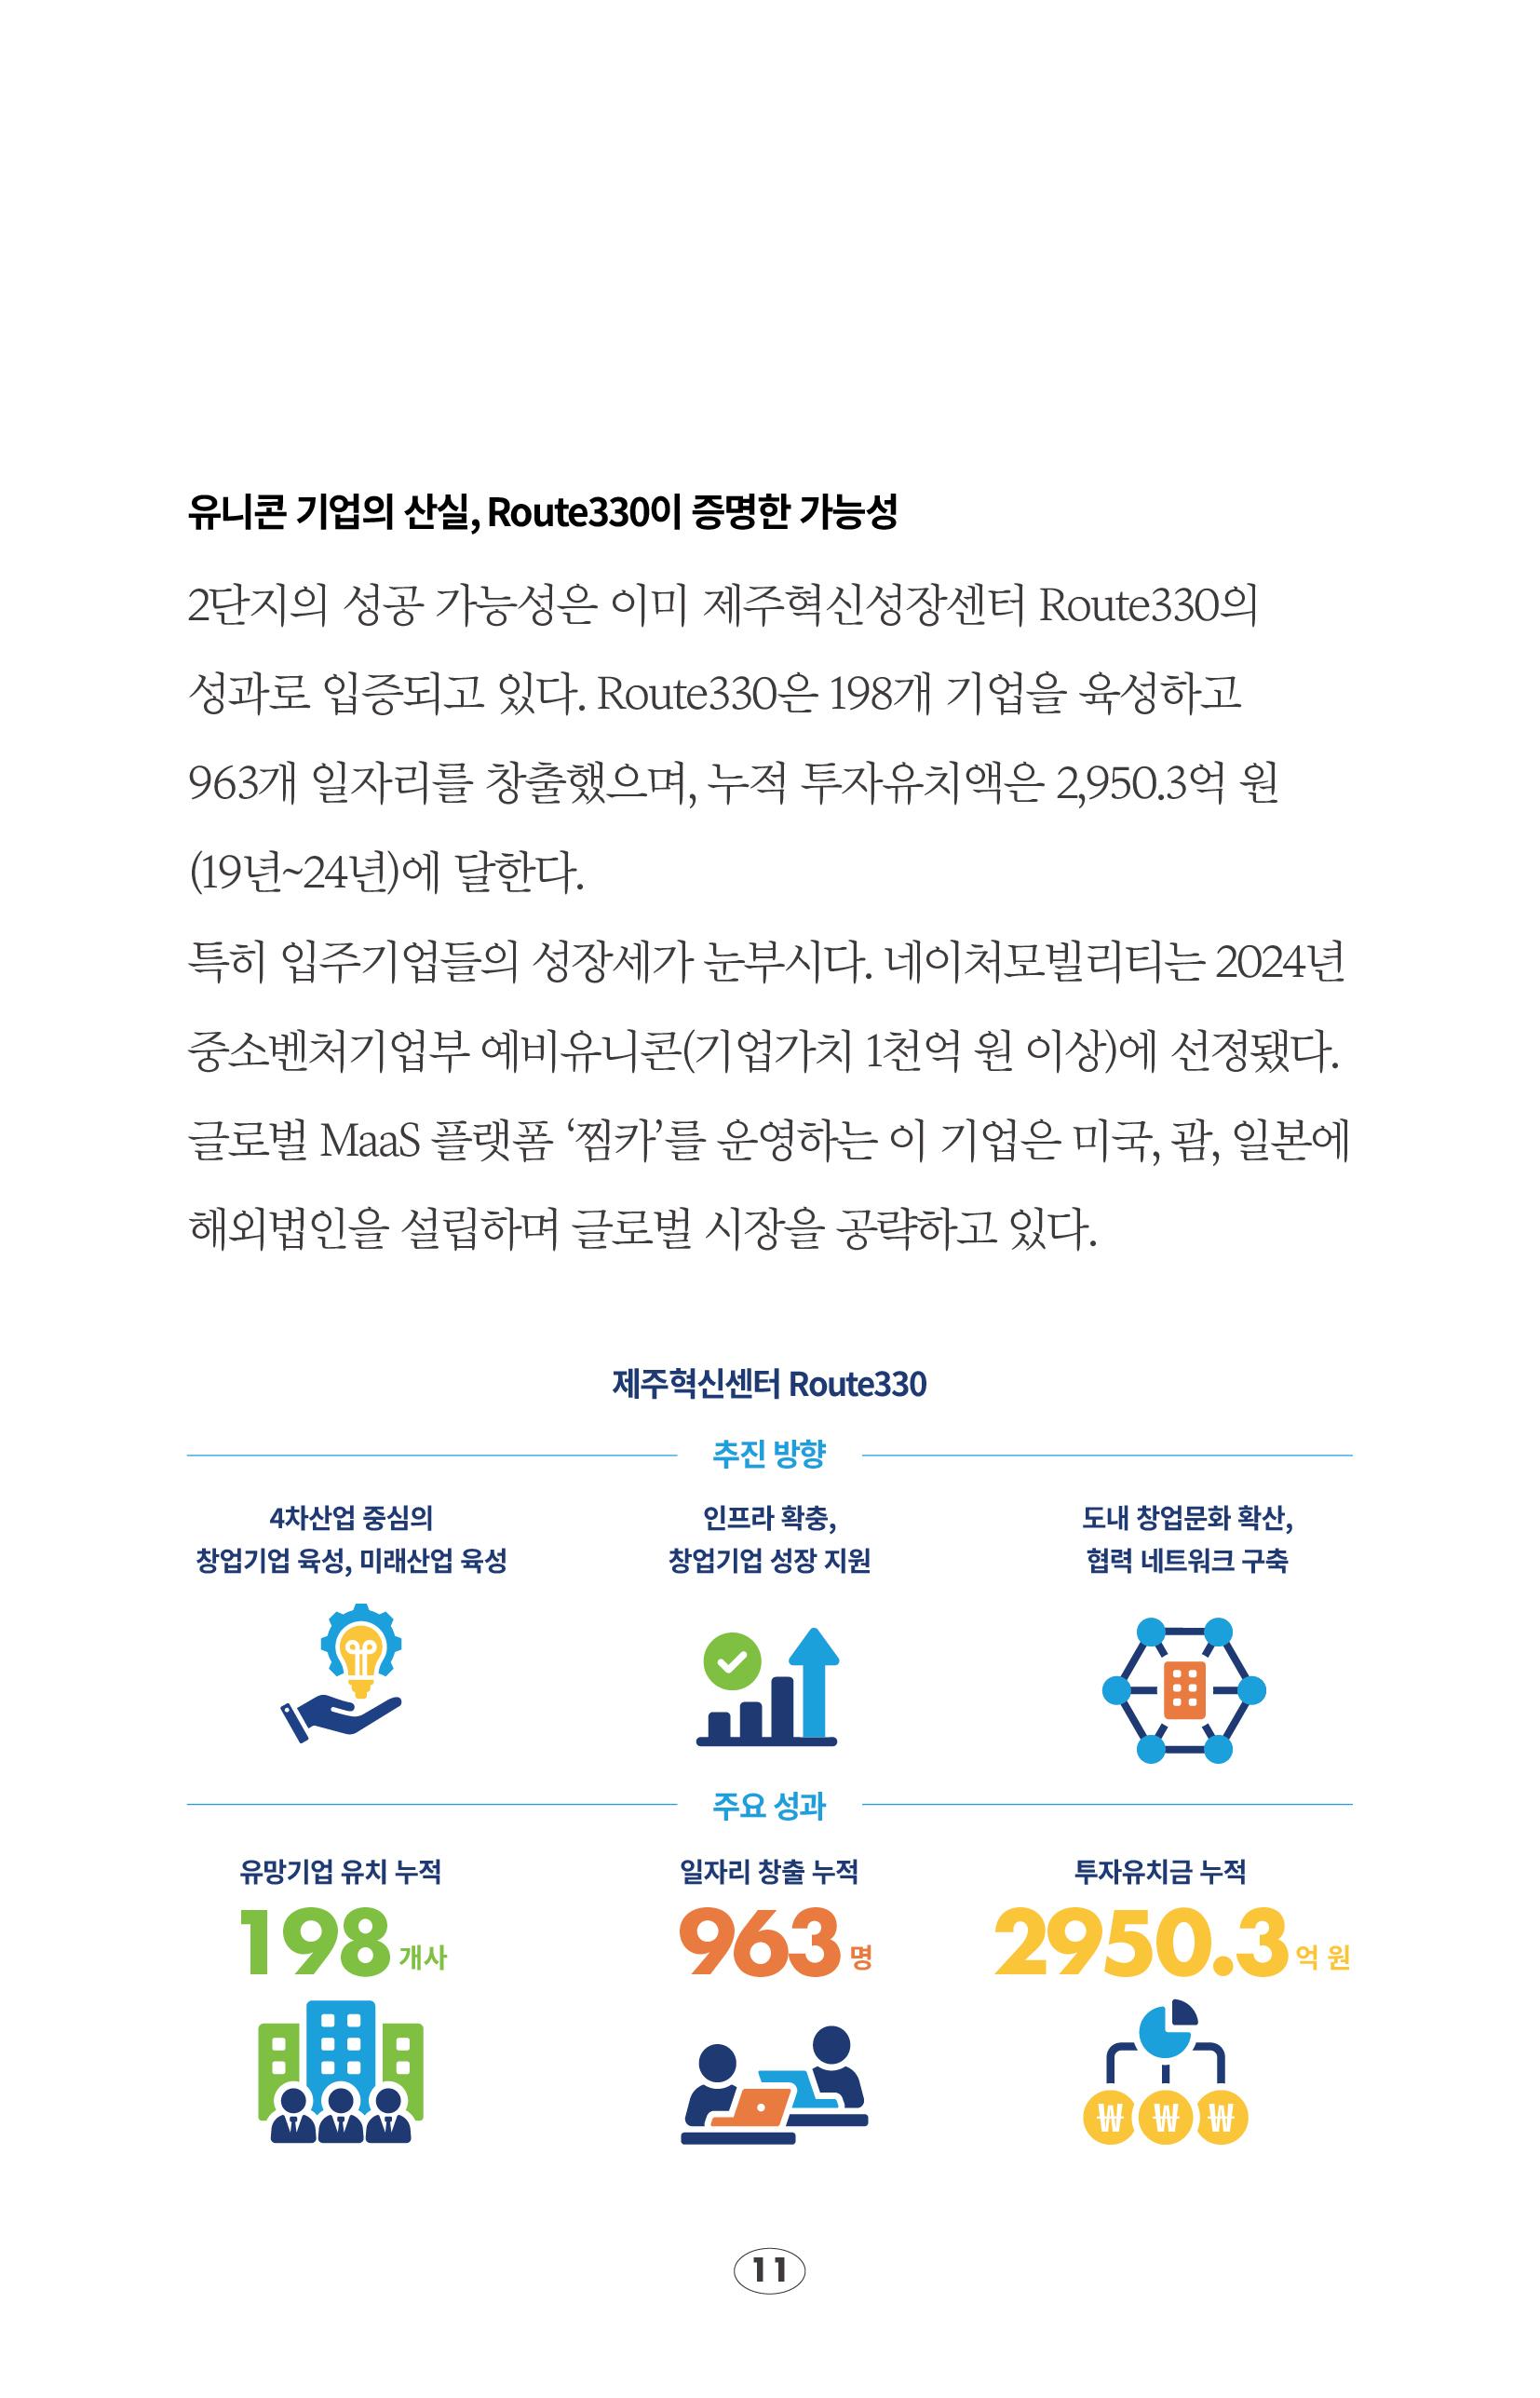 유니콘 기업의 산실, Route330이 증명한 가능성
2단지의 성공 가능성은 이미 제주혁신성장센터 Route330의
성과로 입증되고 있다. Route330은 198개 기업을 육성하고
963개 일자리를 창출했으며, 누적 투자유치액은 2,950.3억 원
(19년~24년)에 달한다.
특히 입주기업들의 성장세가 눈부시다. 네이처모빌리티는 2024년
중소벤처기업부 예비유니콘(기업가치 1천억 원 이상)에 선정됐다.
글로벌 MaaS 플랫폼 ‘찜카’를 운영하는 이 기업은 미국, 괌, 일본에
해외법인을 설립하며 글로벌 시장을 공략하고 있다.
제주혁신센터 Route330
추진 방향
4차산업 중심의
창업기업 육성, 미래산업 육성
인프라 확충,
창업기업 성장 지원
도내 창업문화 확산,
협력 네트워크 구축
주요 성과
유망기업 유치 누적
198 개사
일자리 창출 누적
963 명
투자유치금 누적
2950.3 억 원
₩ ₩ ₩
11